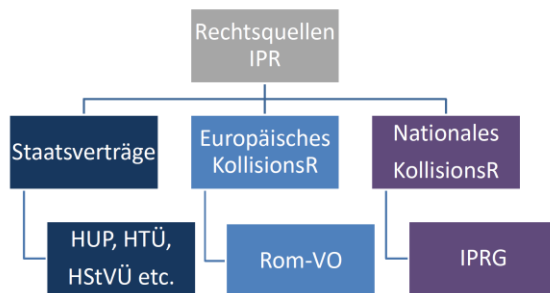 Rechtsquellen
IPR
Staatsverträge
Europäisches
KollisionsR
Nationales
KollisionsR
HUP, HTÜ,
HStVÜ etc.
Rom-VO
IPRG